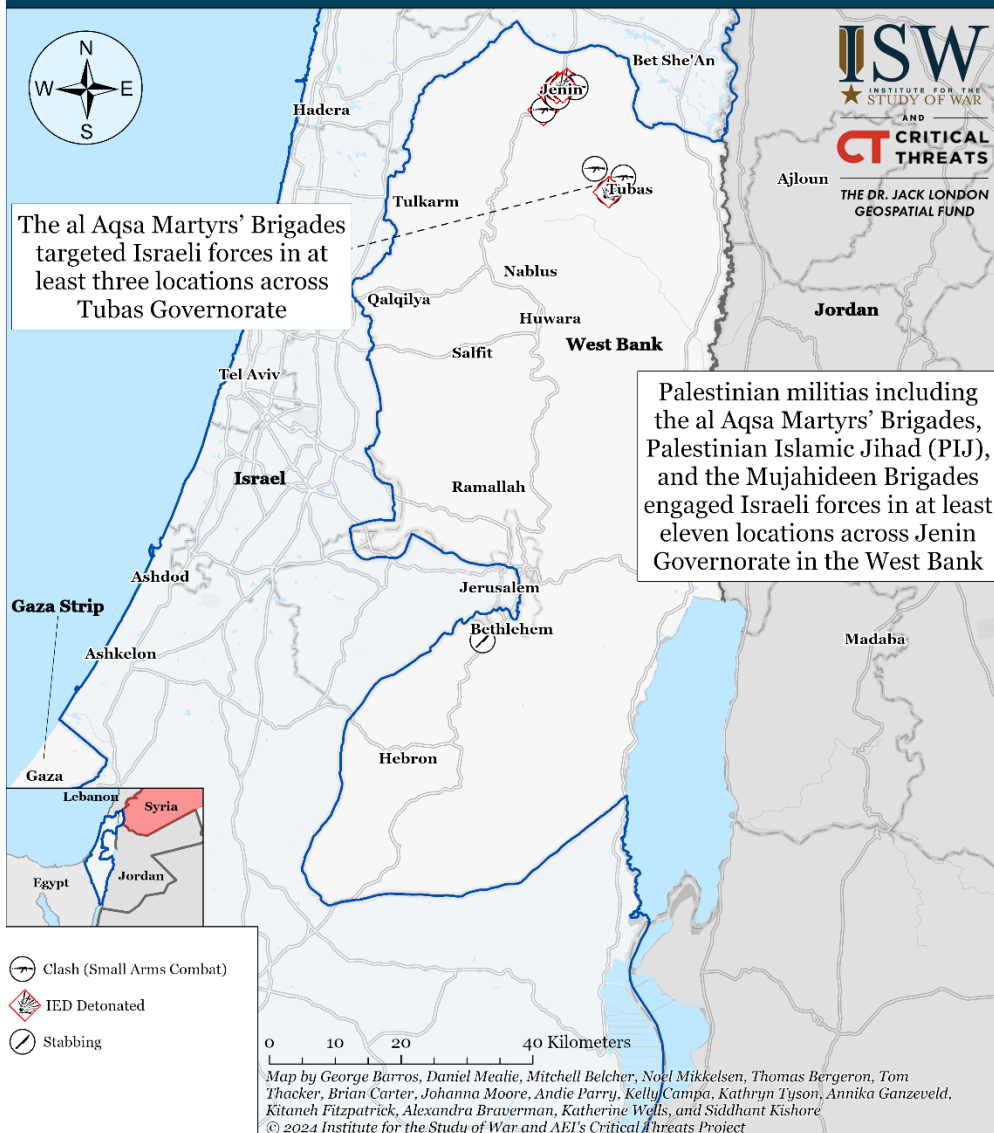 N
W
E
S
Bet She'An
Hadera
Jenin
ISW
INSTITUTE FOR THE
STUDY OF WAR
AND
CT CRITICAL
THREATS
THE DR. JACK LONDON
GEOSPATIAL FUND
Ajloun
Tubas
Tulkarm
The al Aqsa Martyrs’ Brigades
targeted Israeli forces in at
least three locations across
Tubas Governorate
Nablus
Qalqilya
Huwara
Jordan
Salfit
West Bank
Tel Aviv
Palestinian militias including
the al Aqsa Martyrs’ Brigades,
Palestinian Islamic Jihad (PIJ),
and the Mujahideen Brigades
engaged Israeli forces in at least
eleven locations across Jenin
Governorate in the West Bank
Israel
Ramallah
Ashdod
Jerusalem
Gaza Strip
Bethlehem
Madaba
Ashkelon
Hebron
Gaza
Lebanon
Syria
Egypt
Jordan
Clash (Small Arms Combat)
IED Detonated
Stabbing
0 10 20 40 Kilometers
Map by George Barros, Daniel Mealie, Mitchell Belcher, Noel Mikkelsen, Thomas Bergeron, Tom
Thacker, Brian Carter, Johanna Moore, Andie Parry, Kelly Campa, Kathryn Tyson, Annika Ganzeveld,
Kitaneh Fitzpatrick, Alexandra Braverman, Katherine Wells, and Siddhant Kishore
© 2024 Institute for the Study of War and AEI's Critical Threats Project